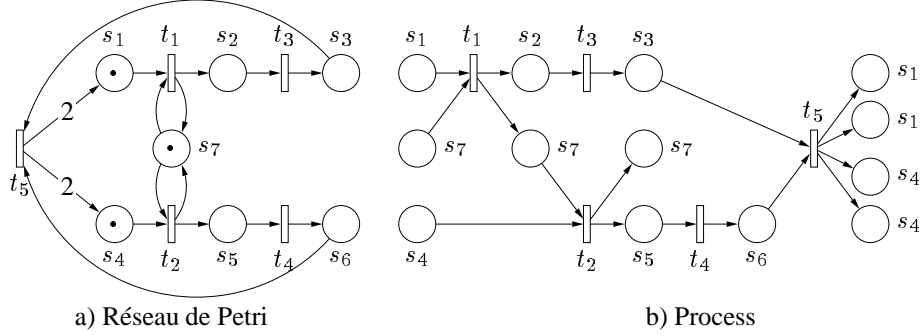 s1 t1 s2 t3 s3
2
s7
t5
2
s4 t2 s5 t4 s6
a) Réseau de Petri
s1 t1 s2 t3 s3 s1
t5 s1
s7 s7 s7
s4
s4 t2 s5 t4 s6 s4
b) Process